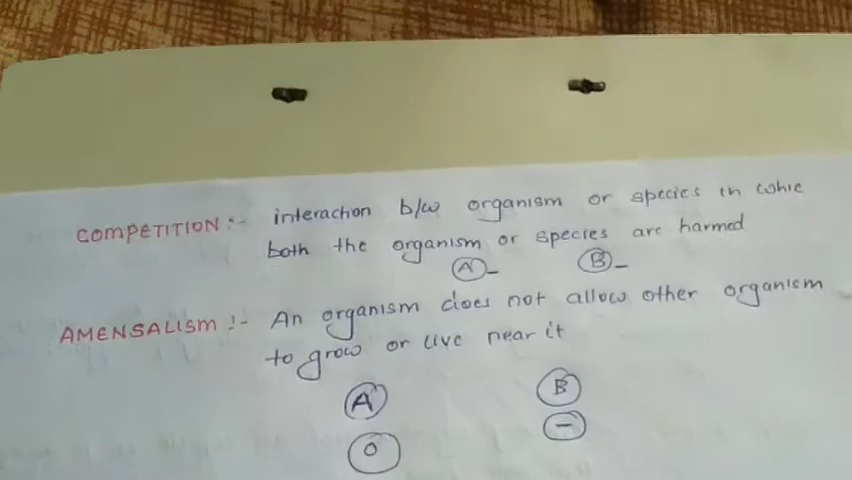 COMPETITION :- interaction b/w organism or species in whic
both the organism or species are harmed
A - B -
AMENSALISM :- An organism does not allow other organism
to grow or live near it
A B
O -